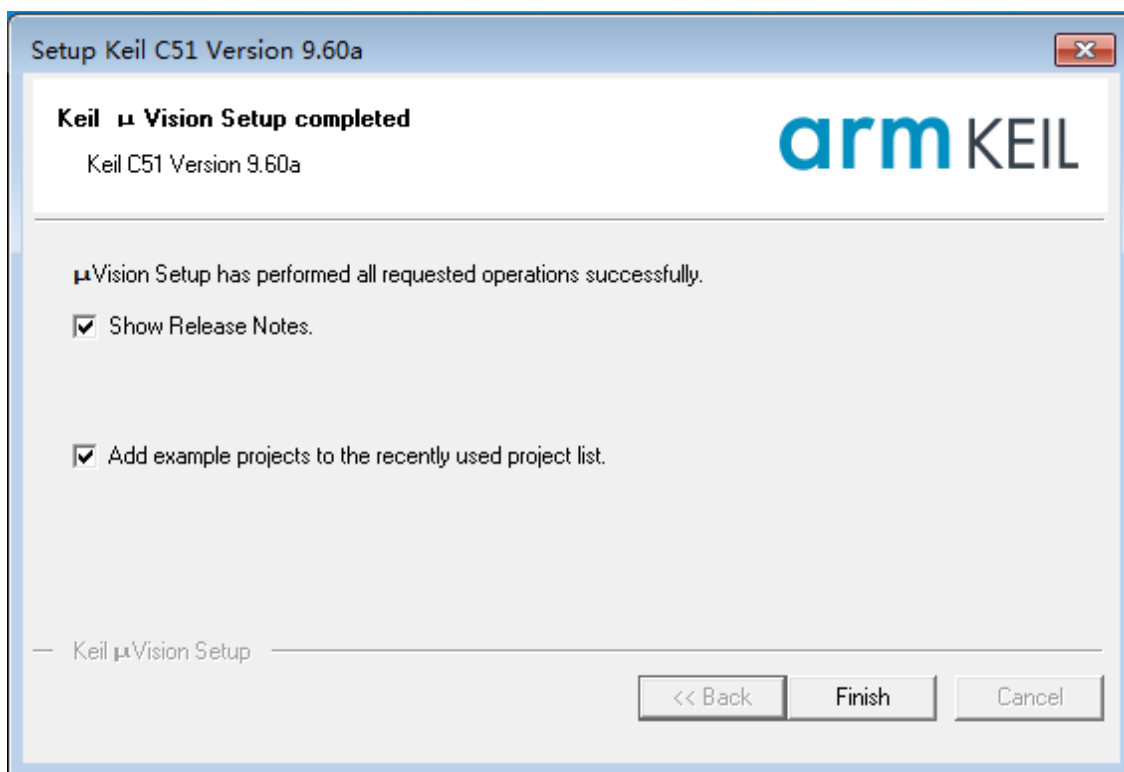 Setup Keil C51 Version 9.60a
Keil μ Vision Setup completed
Keil C51 Version 9.60a
arm KEIL
μVision Setup has performed all requested operations successfully.
Show Release Notes.
Add example projects to the recently used project list.
Keil μVision Setup
<< Back
Finish
Cancel